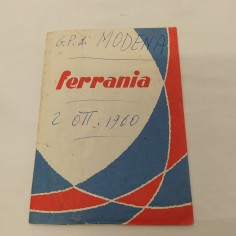 G.P. di MODENA
ferrania
2 OTT. 1960